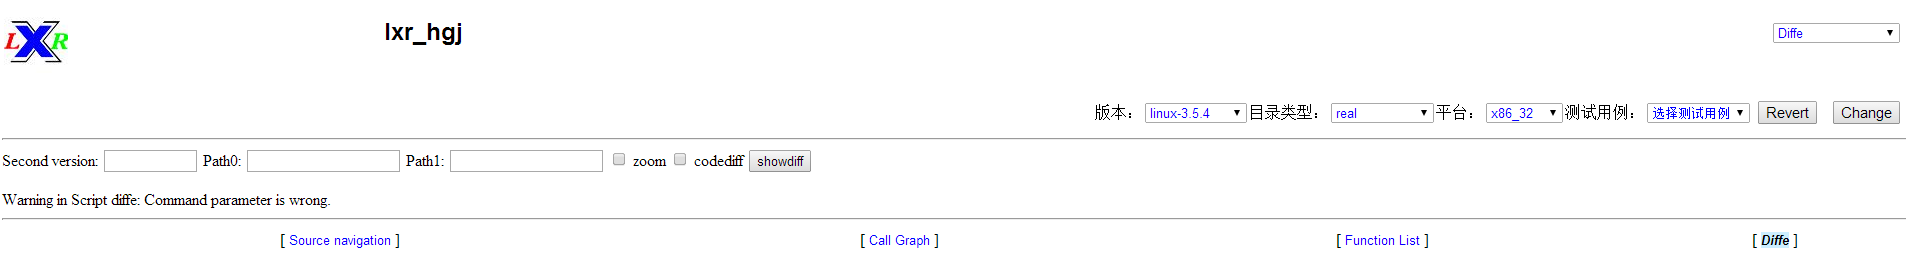 LXR lxr_hgj Diffe
版本： linux-3.5.4 目录类型： real 平台： x86_32 测试用例： 选择测试用例 Revert Change
Second version: Path0: Path1: zoom codediff showdiff
Warning in Script diffe: Command parameter is wrong.
[ Source navigation ] [ Call Graph ] [ Function List ] [ Diffe ]